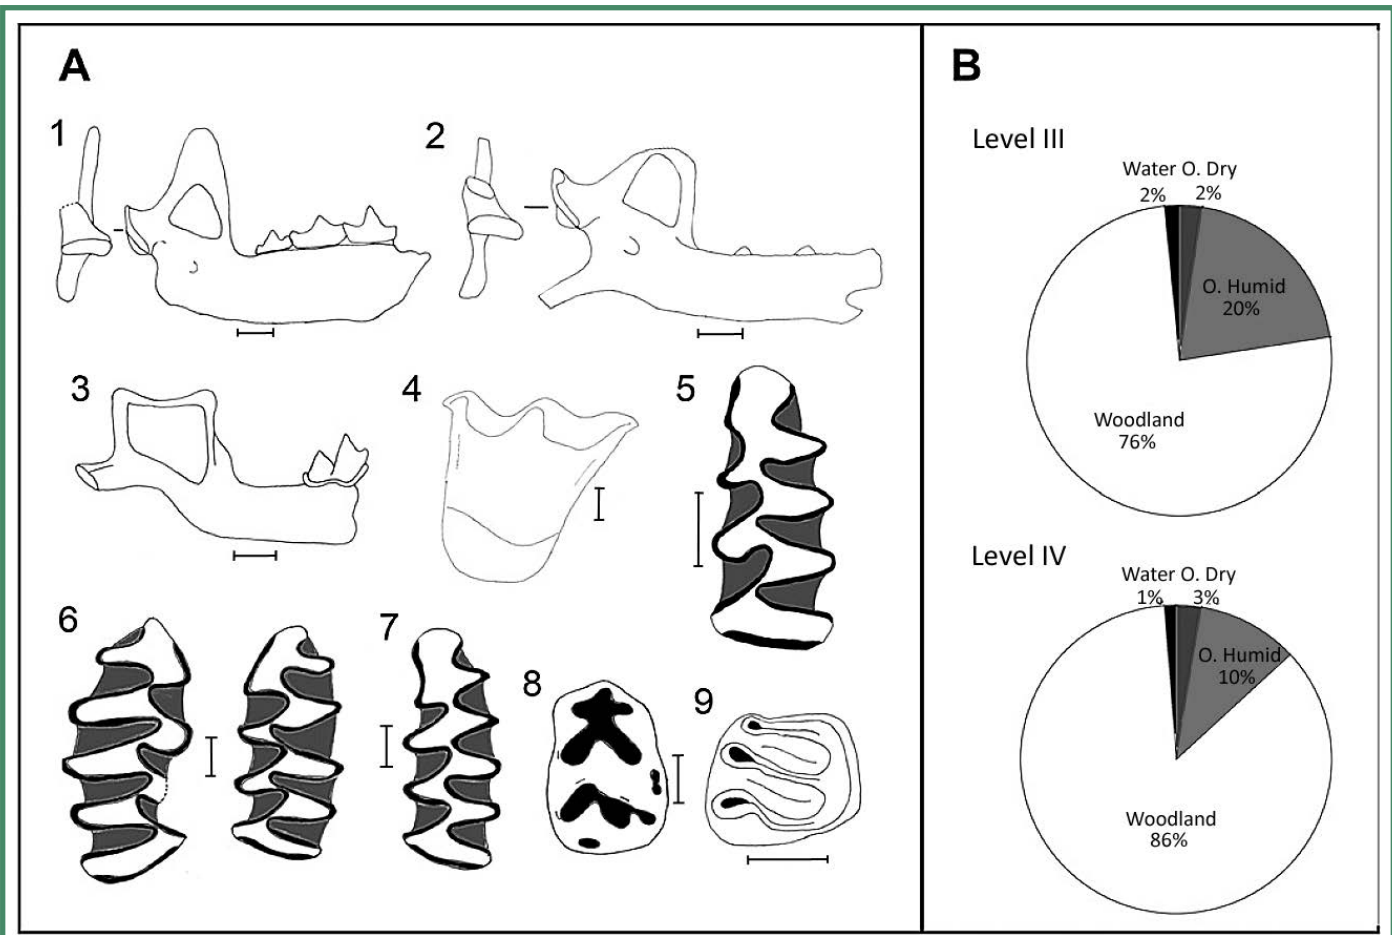 A
1
2
3
4
5
6
7
8
9
B
Level III
Water O. Dry
2% 2%
O. Humid
20%
Woodland
76%
Level IV
Water O. Dry
1% 3%
O. Humid
10%
Woodland
86%